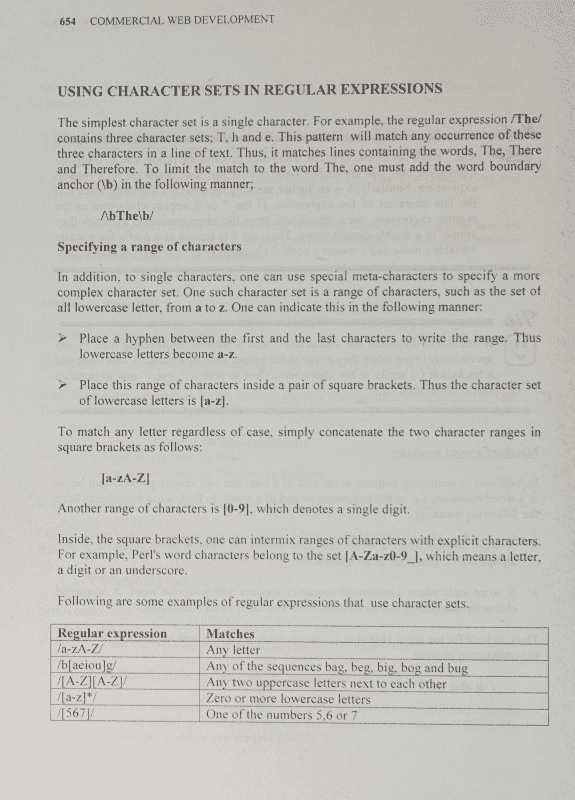 654 COMMERCIAL WEB DEVELOPMENT
USING CHARACTER SETS IN REGULAR EXPRESSIONS
The simplest character set is a single character. For example, the regular expression /The/
contains three character sets; T, h and e. This pattern will match any occurrence of these
three characters in a line of text. Thus, it matches lines containing the words, The, There
and Therefore. To limit the match to the word The, one must add the word boundary
anchor (\b) in the following manner;
/\bThe\b/
Specifying a range of characters
In addition, to single characters, one can use special meta-characters to specify a more
complex character set. One such character set is a range of characters, such as the set of
all lowercase letter, from a to z. One can indicate this in the following manner:
➢ Place a hyphen between the first and the last characters to write the range. Thus
lowercase letters become a-z.
➢ Place this range of characters inside a pair of square brackets. Thus the character set
of lowercase letters is [a-z].
To match any letter regardless of case, simply concatenate the two character ranges in
square brackets as follows:
[a-zA-Z]
Another range of characters is [0-9], which denotes a single digit.
Inside, the square brackets, one can intermix ranges of characters with explicit characters.
For example, Perl's word characters belong to the set [A-Za-z0-9_], which means a letter,
a digit or an underscore.
Following are some examples of regular expressions that use character sets.
Regular expression Matches
/a-zA-Z/ Any letter
/b[aeiou]g/ Any of the sequences bag, beg, big, bog and bug
/[A-Z][A-Z]/ Any two uppercase letters next to each other
/[a-z]*/ Zero or more lowercase letters
/[567]/ One of the numbers 5,6 or 7